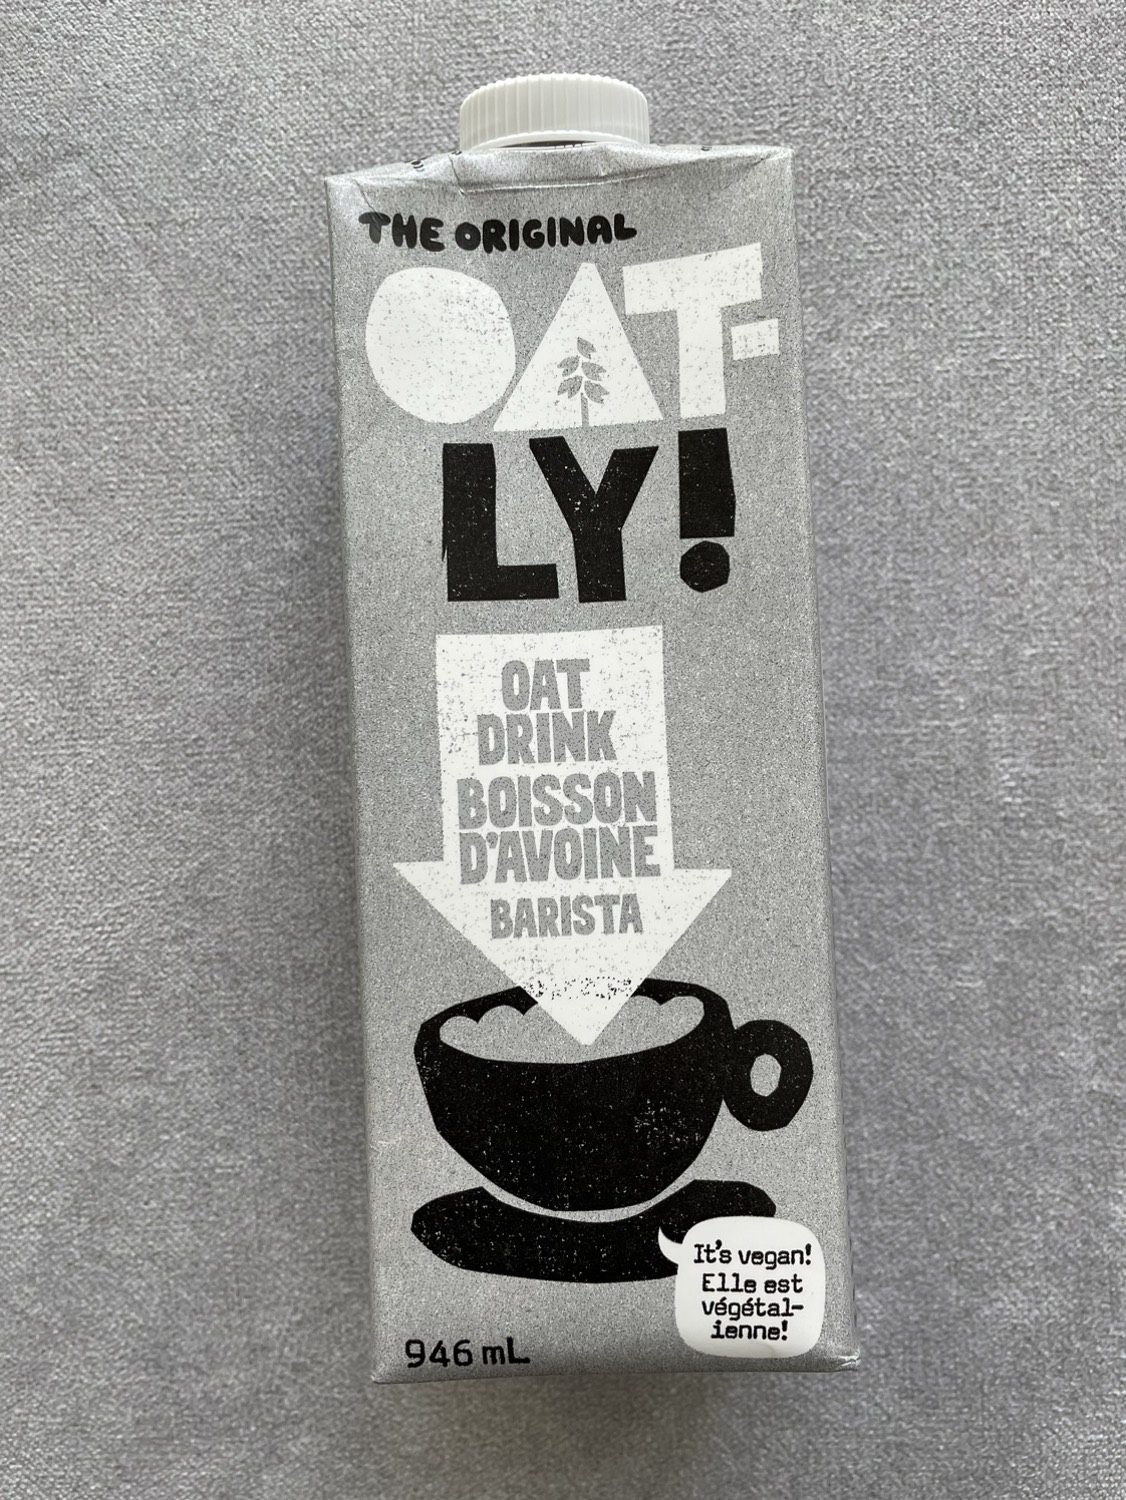 THE ORIGINAL
OAT-
LY!
OAT
DRINK
BOISSON
D'AVOINE
BARISTA
It's vegan!
Elle est
végétal-
ienne!
946 mL